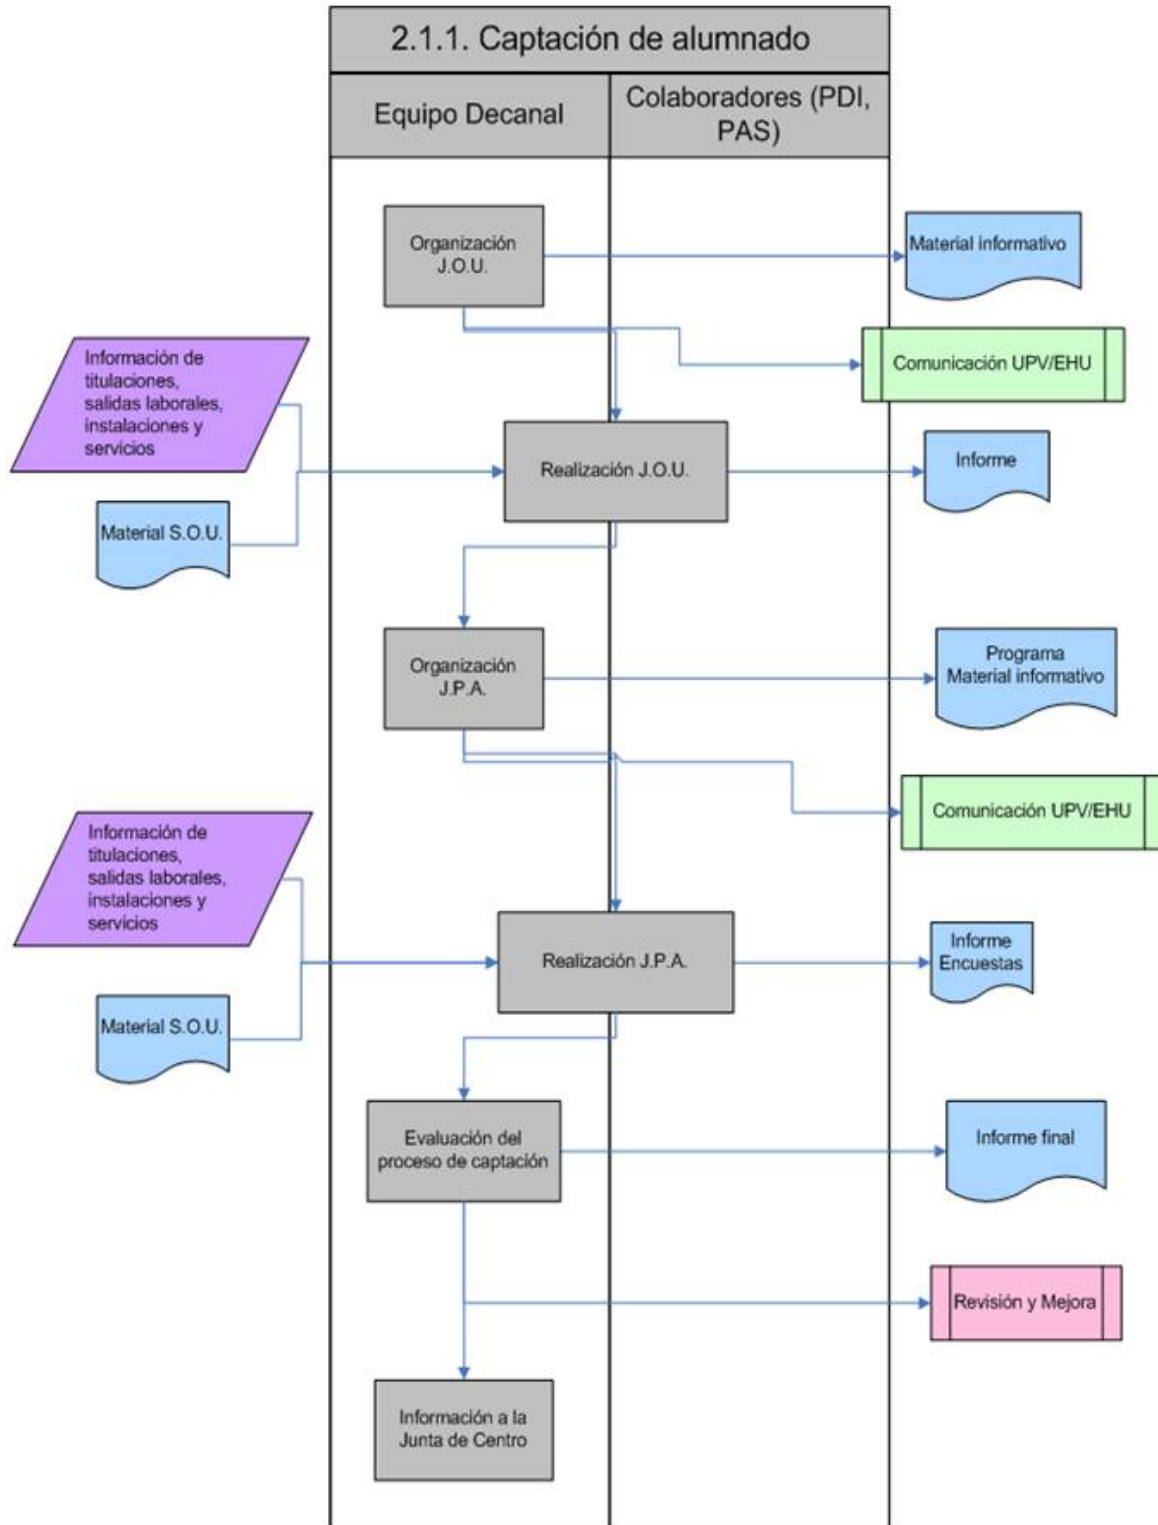 2.1.1. Captación de alumnado
Equipo Decanal
Colaboradores (PDI,
PAS)
Organización
J.O.U.
Material informativo
Comunicación UPV/EHU
Información de
titulaciones,
salidas laborales,
instalaciones y
servicios
Realización J.O.U.
Informe
Material S.O.U.
Organización
J.P.A.
Programa
Material informativo
Comunicación UPV/EHU
Información de
titulaciones,
salidas laborales,
instalaciones y
servicios
Realización J.P.A.
Informe
Encuestas
Material S.O.U.
Evaluación del
proceso de captación
Informe final
Revisión y Mejora
Información a la
Junta de Centro